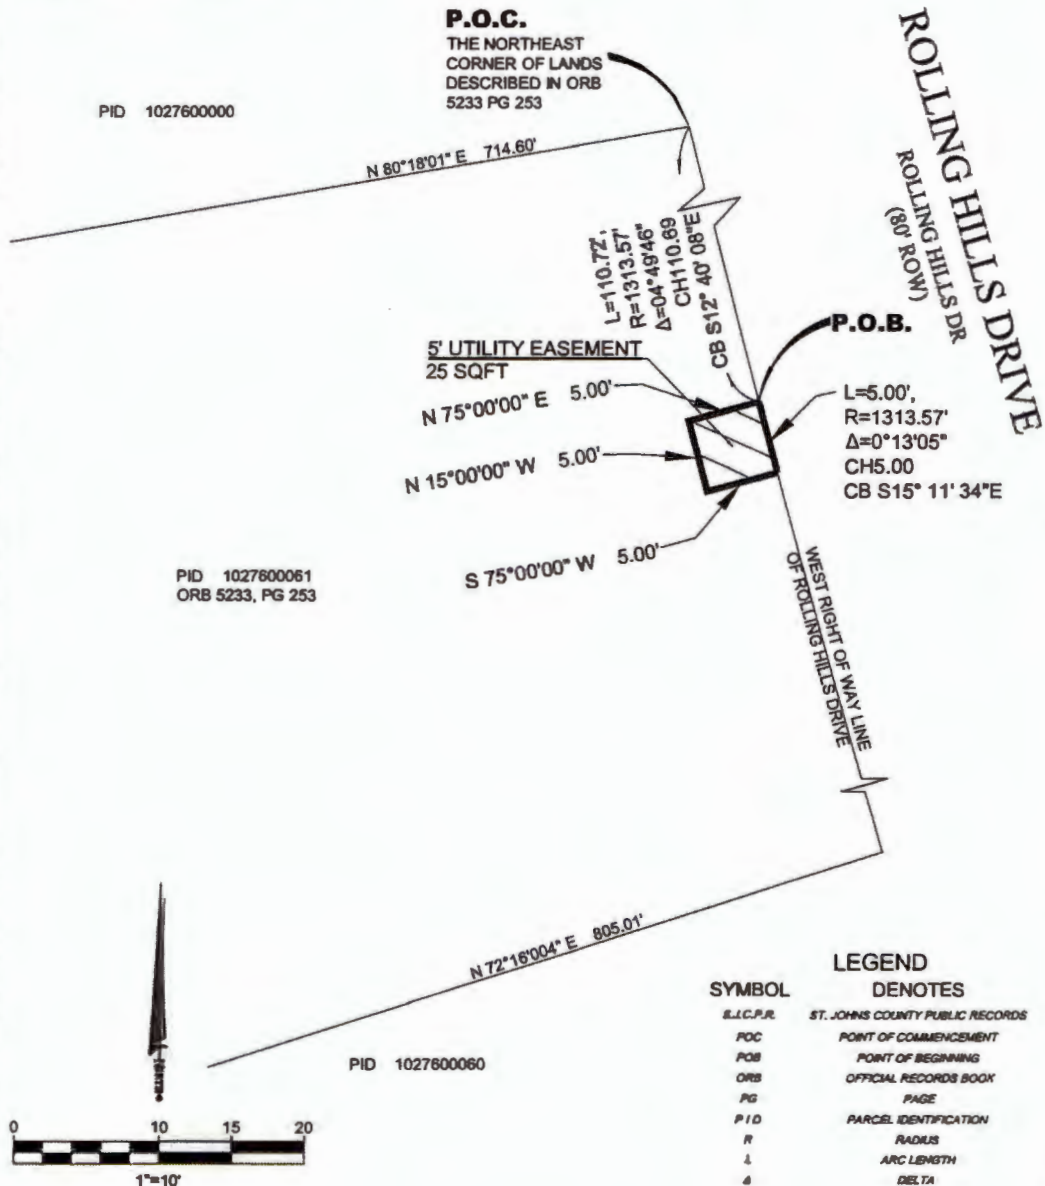 P.O.C.
THE NORTHEAST
CORNER OF LANDS
DESCRIBED IN ORB
5233 PG 253
PID 1027600000
N 80°18'01" E 714.60'
ROLLING HILLS DRIVE
ROLLING HILLS DR
(80' ROW)
L=110.72',
R=1313.57'
Δ=04°49'46"
CH110.69
CB S12° 40' 08"E
P.O.B.
5' UTILITY EASEMENT
25 SQFT
N 75°00'00" E 5.00'
N 15°00'00" W 5.00'
S 75°00'00" W 5.00'
L=5.00',
R=1313.57'
Δ=0°13'05"
CH5.00
CB S15° 11' 34"E
PID 1027600061
ORB 5233, PG 253
WEST RIGHT OF WAY LINE
OF ROLLING HILLS DRIVE
N 72°16'004" E 805.01'
PID 1027600060
NORTH
0 10 15 20
1"=10'
LEGEND
SYMBOL DENOTES
S.J.C.P.R. ST. JOHNS COUNTY PUBLIC RECORDS
POC POINT OF COMMENCEMENT
POB POINT OF BEGINNING
ORB OFFICIAL RECORDS BOOK
PG PAGE
PID PARCEL IDENTIFICATION
R RADIUS
L ARC LENGTH
Δ DELTA